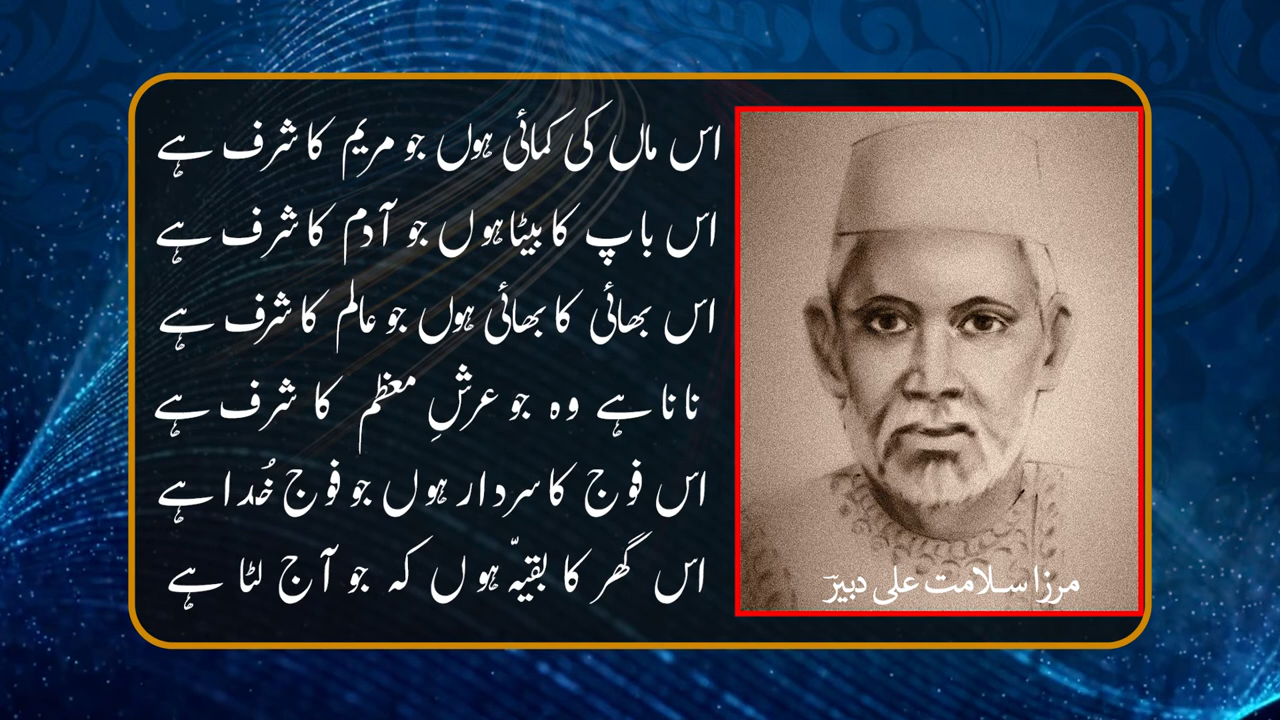 اس ماں کی کمائی ہوں جو مریم کا شرف ہے
اس باپ کا بیٹا ہوں جو آدم کا شرف ہے
اس بھائی کا بھائی ہوں جو عالم کا شرف ہے
نانا ہے وہ جو عرشِ معظم کا شرف ہے
اس فوج کا سردار ہوں جو فوج خُدا ہے
اس گھر کا بقیّہ ہوں کہ جو آج لٹا ہے
مرزا سلامت علی دبیرؔ